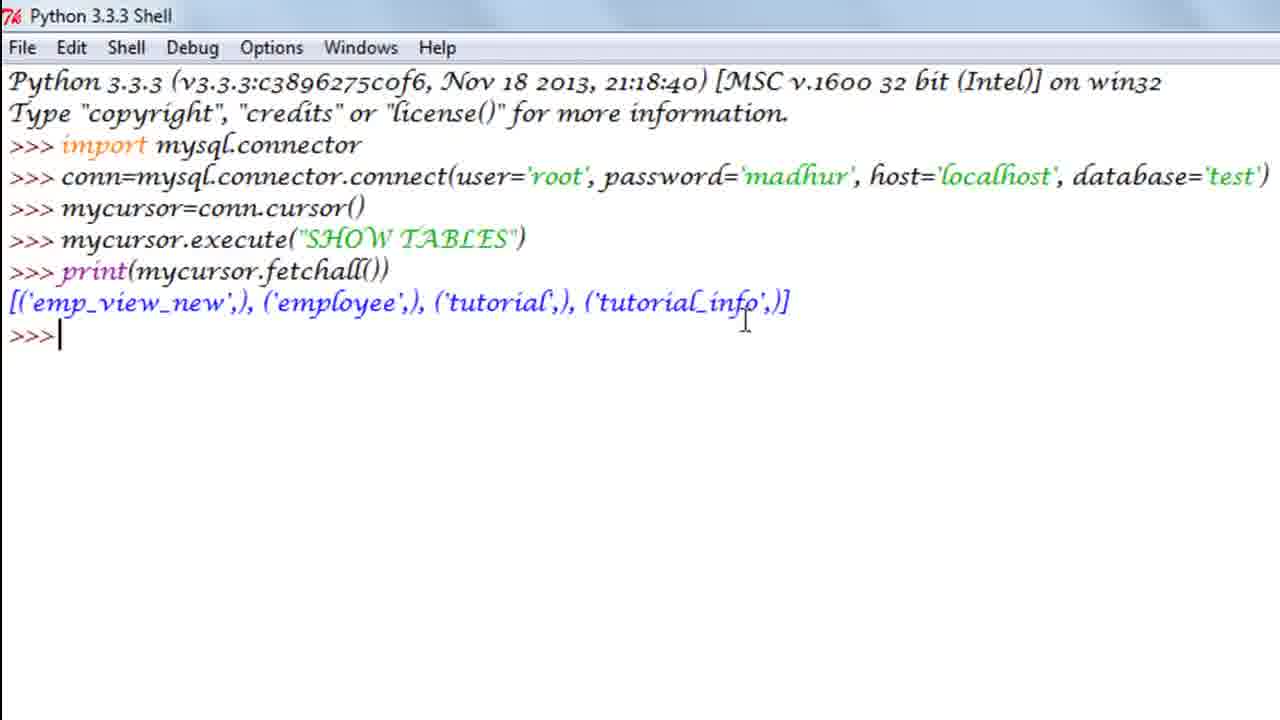 Python 3.3.3 Shell
File Edit Shell Debug Options Windows Help
Python 3.3.3 (v3.3.3:c3896275c0f6, Nov 18 2013, 21:18:40) [MSC v.1600 32 bit (Intel)] on win32
Type "copyright", "credits" or "license()" for more information.
>>> import mysql.connector
>>> conn=mysql.connector.connect(user='root', password='madhur', host='localhost', database='test')
>>> mycursor=conn.cursor()
>>> mycursor.execute("SHOW TABLES")
>>> print(mycursor.fetchall())
[('emp_view_new',), ('employee',), ('tutorial',), ('tutorial_info',)]
>>>